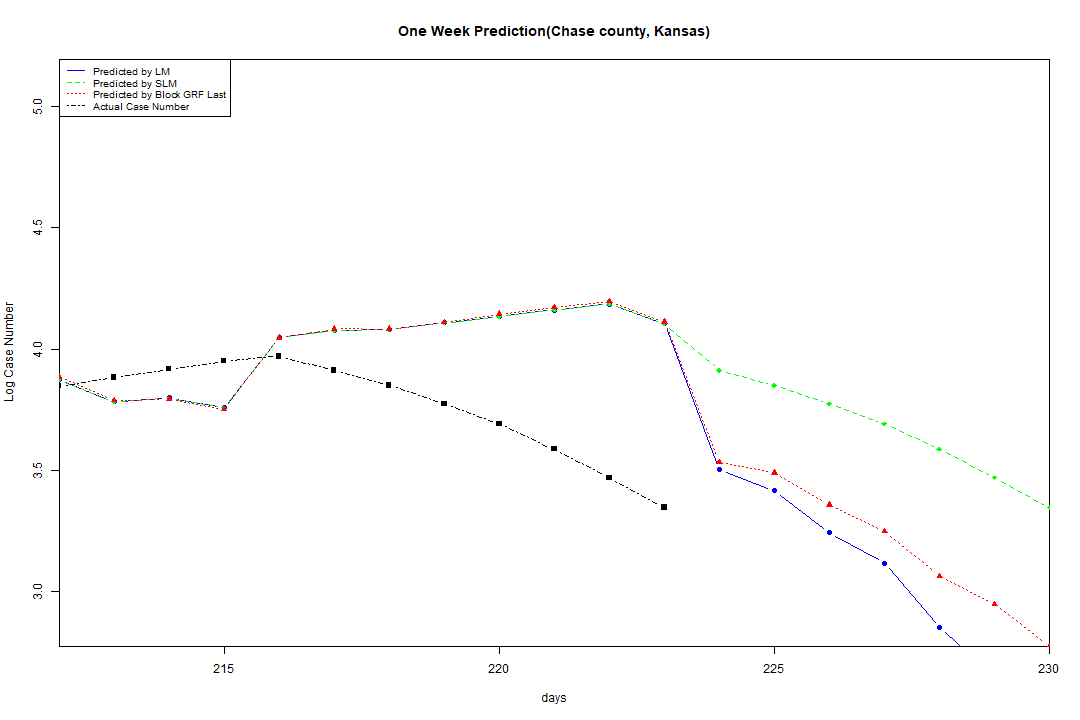 One Week Prediction(Chase county, Kansas)
Predicted by LM
Predicted by SLM
Predicted by Block GRF Last
Actual Case Number
5.0
4.5
4.0
3.5
3.0
Log Case Number
215 220 225 230
days